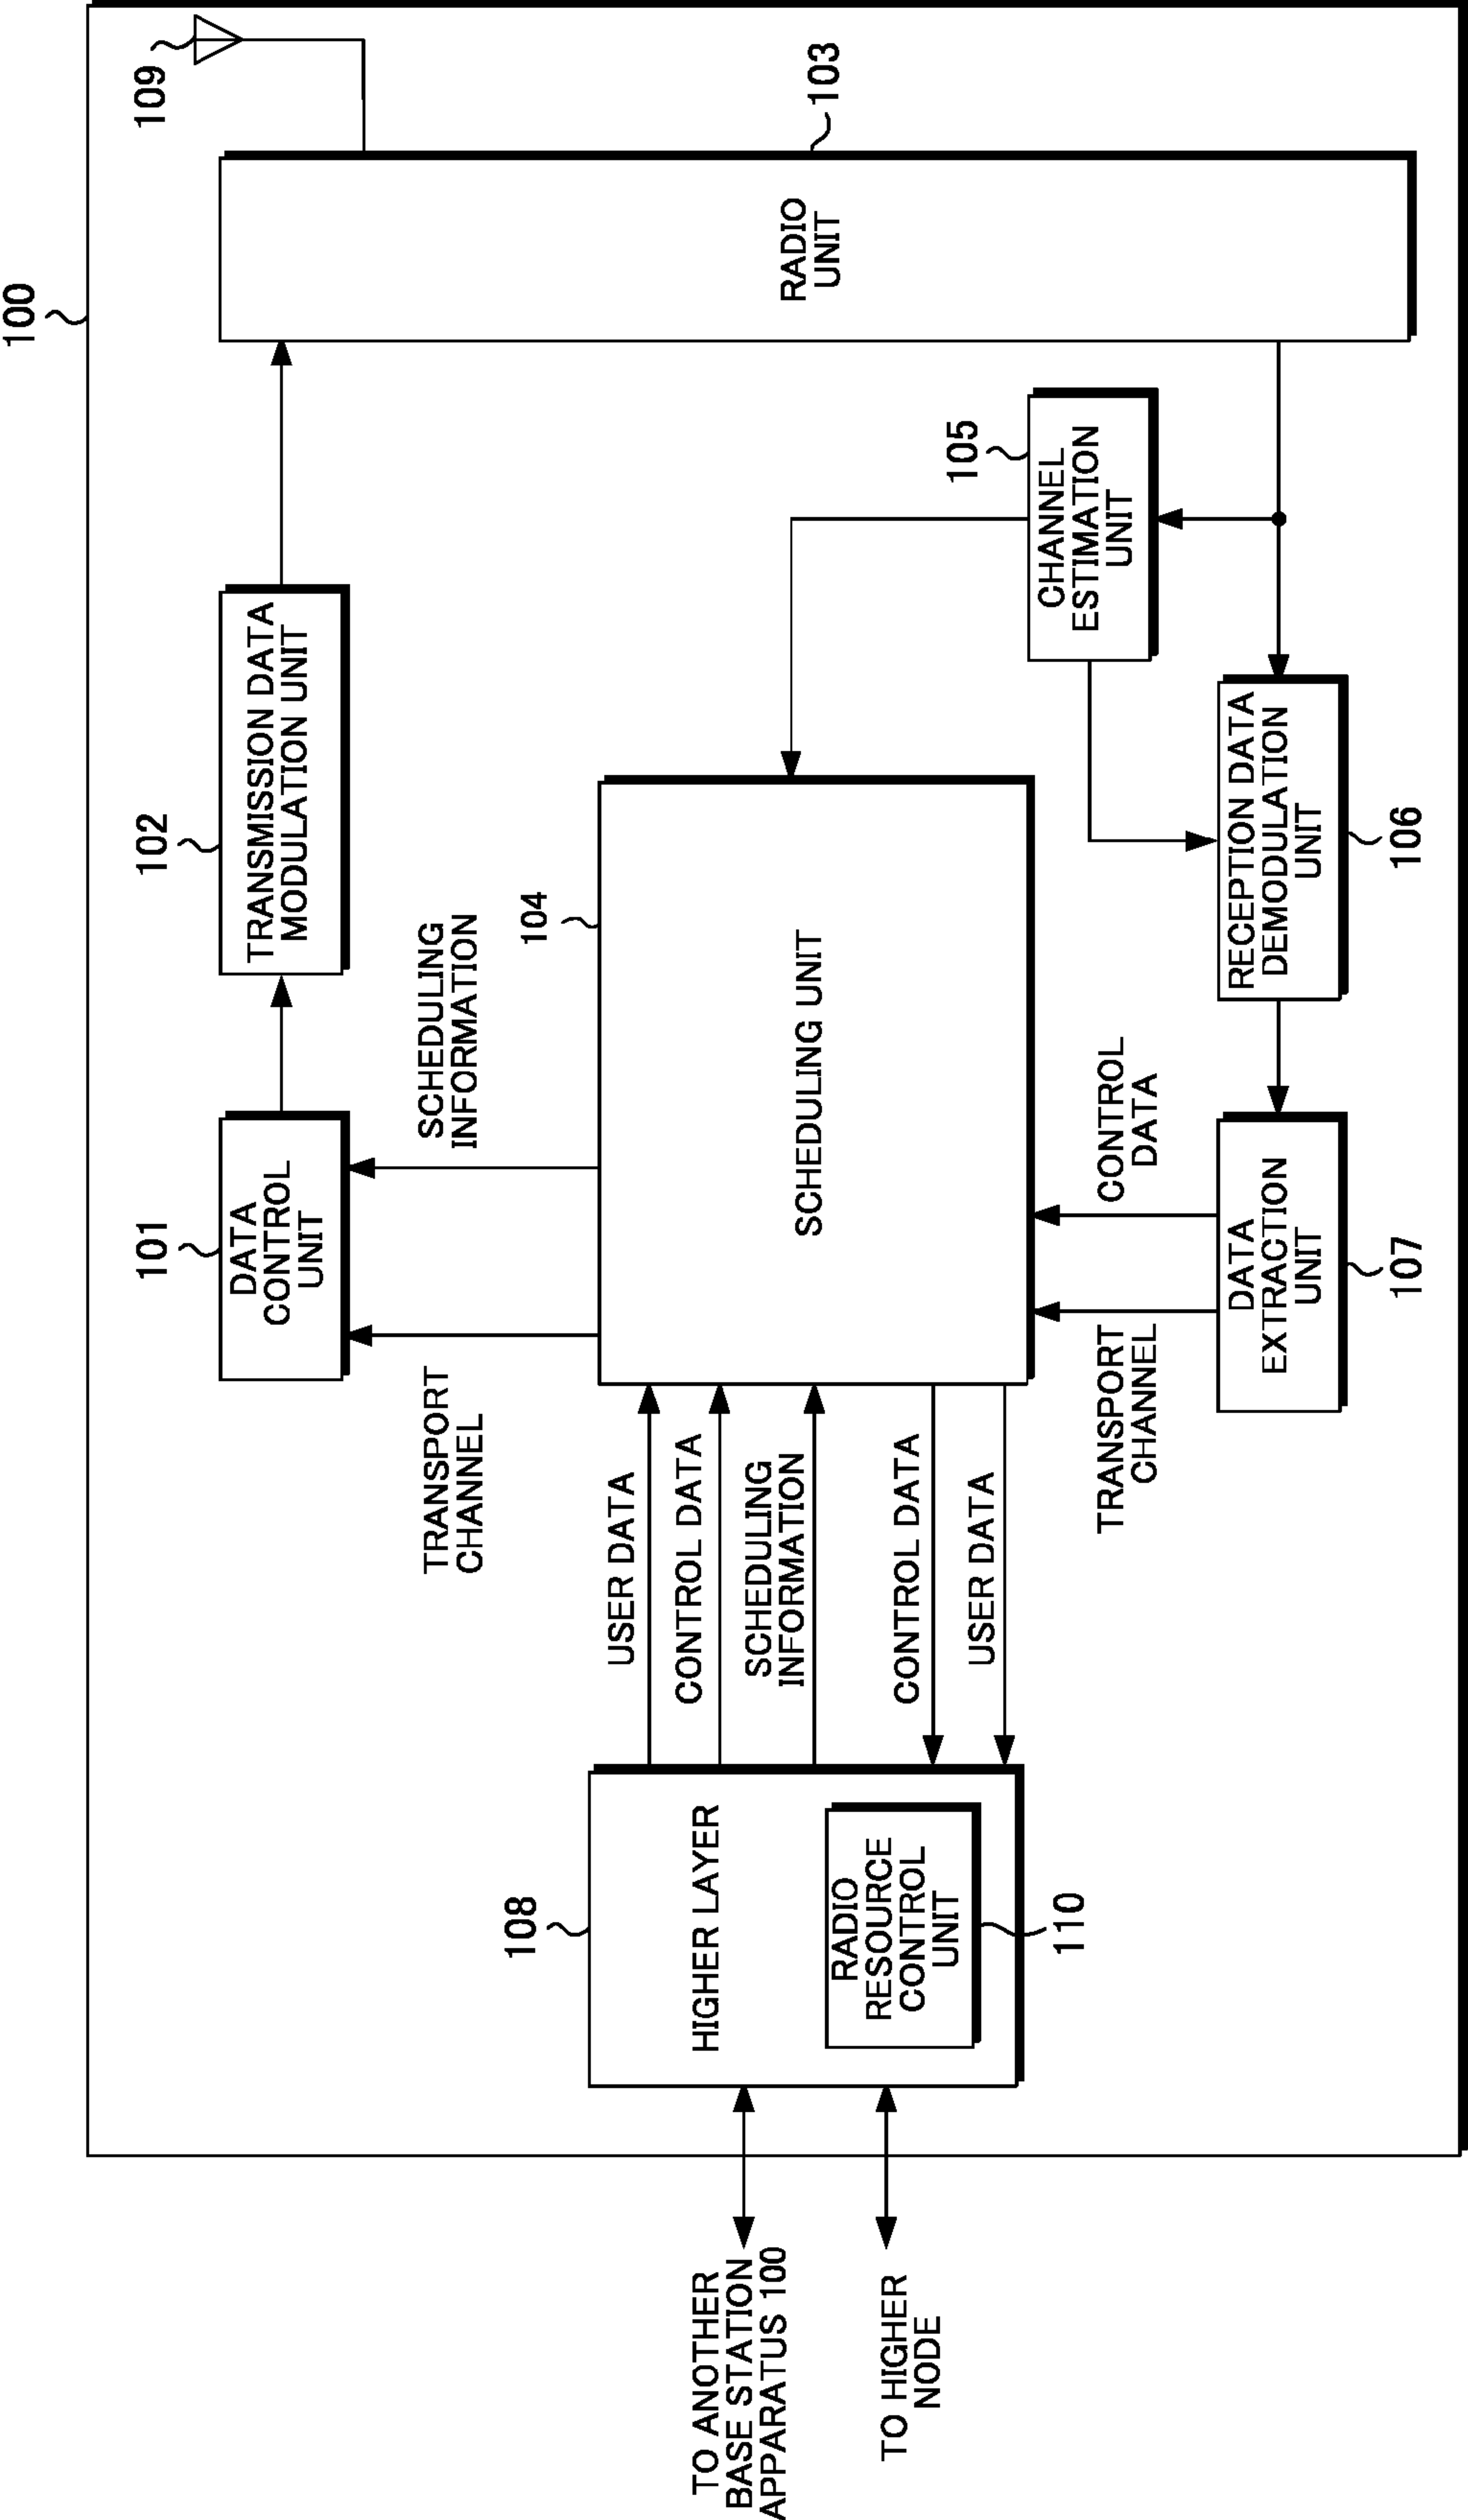 100
109
101
DATA
CONTROL
UNIT
102
TRANSMISSION DATA
MODULATION UNIT
103
RADIO
UNIT
TRANSPORT
CHANNEL
SCHEDULING
INFORMATION
104
SCHEDULING UNIT
108
HIGHER LAYER
RADIO
RESOURCE
CONTROL
UNIT
110
USER DATA
CONTROL DATA
SCHEDULING
INFORMATION
CONTROL DATA
USER DATA
TO ANOTHER
BASE STATION
APPARATUS 100
TO HIGHER
NODE
105
CHANNEL
ESTIMATION
UNIT
TRANSPORT
CHANNEL
CONTROL
DATA
DATA
EXTRACTION
UNIT
107
RECEPTION DATA
DEMODULATION
UNIT
106